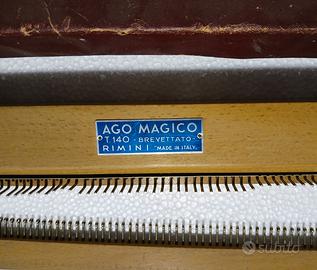 AGO MAGICO
T 140 - BREVETTATO -
RIMINI "MADE IN ITALY"
subito